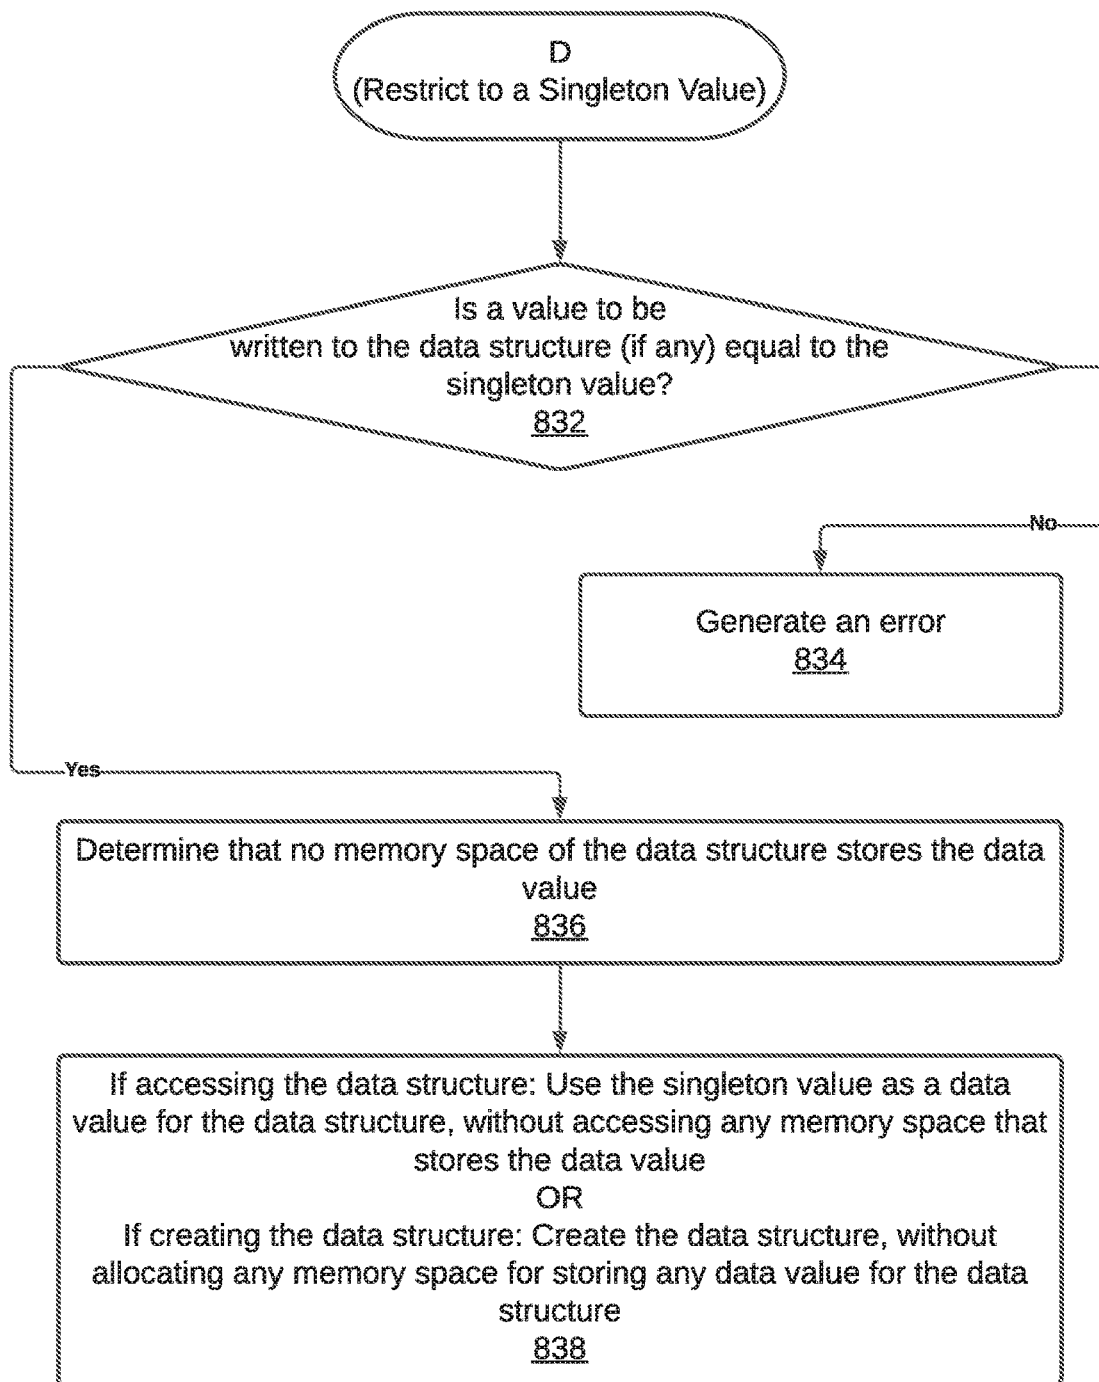 D
(Restrict to a Singleton Value)
Is a value to be
written to the data structure (if any) equal to the
singleton value?
832
No
Generate an error
834
Yes
Determine that no memory space of the data structure stores the data
value
836
If accessing the data structure: Use the singleton value as a data
value for the data structure, without accessing any memory space that
stores the data value
OR
If creating the data structure: Create the data structure, without
allocating any memory space for storing any data value for the data
structure
838